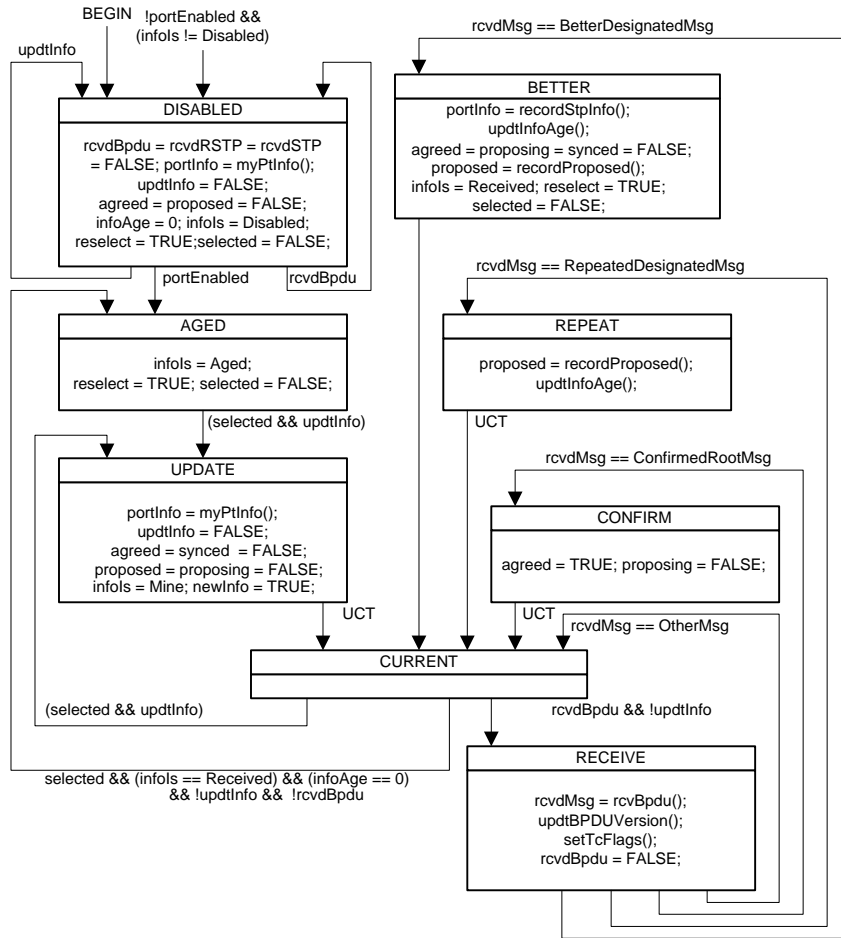 BEGIN
!portEnabled &&
(infoIs != Disabled)
updtInfo
rcvdMsg == BetterDesignatedMsg
DISABLED
rcvdBpdu = rcvdRSTP = rcvdSTP
= FALSE; portInfo = myPtInfo();
updtInfo = FALSE;
agreed = proposed = FALSE;
infoAge = 0; infoIs = Disabled;
reselect = TRUE;selected = FALSE;
BETTER
portInfo = recordStpInfo();
updtInfoAge();
agreed = proposing = synced = FALSE;
proposed = recordProposed();
infoIs = Received; reselect = TRUE;
selected = FALSE;
portEnabled
rcvdBpdu
rcvdMsg == RepeatedDesignatedMsg
AGED
infoIs = Aged;
reselect = TRUE; selected = FALSE;
REPEAT
proposed = recordProposed();
updtInfoAge();
(selected && updtInfo)
UCT
rcvdMsg == ConfirmedRootMsg
UPDATE
portInfo = myPtInfo();
updtInfo = FALSE;
agreed = synced = FALSE;
proposed = proposing = FALSE;
infoIs = Mine; newInfo = TRUE;
CONFIRM
agreed = TRUE; proposing = FALSE;
UCT
UCT
rcvdMsg == OtherMsg
CURRENT
(selected && updtInfo)
rcvdBpdu && !updtInfo
selected && (infoIs == Received) && (infoAge == 0)
&& !updtInfo && !rcvdBpdu
RECEIVE
rcvdMsg = rcvBpdu();
updtBPDUVersion();
setTcFlags();
rcvdBpdu = FALSE;